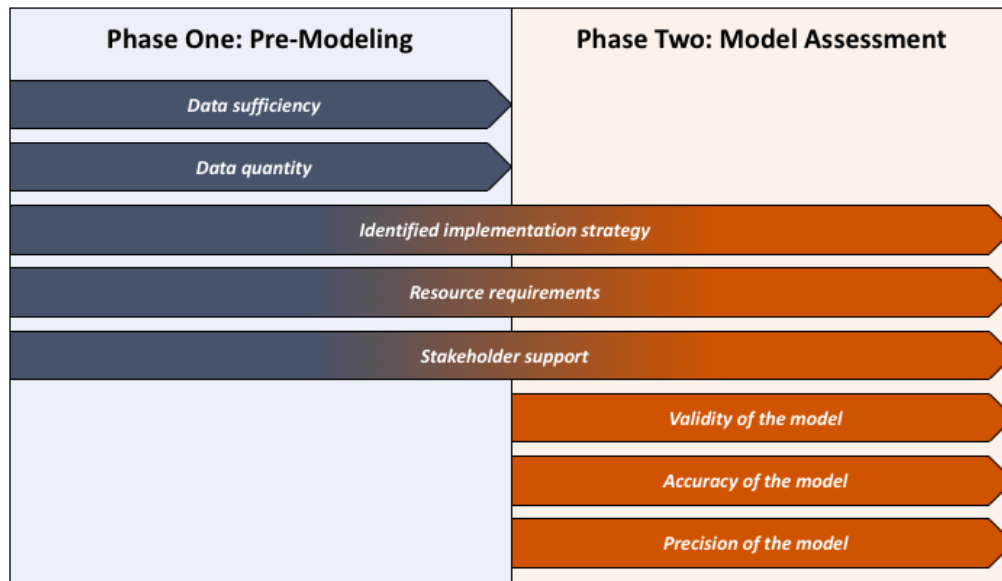 Phase One: Pre-Modeling
Phase Two: Model Assessment
Data sufficiency
Data quantity
Identified implementation strategy
Resource requirements
Stakeholder support
Validity of the model
Accuracy of the model
Precision of the model